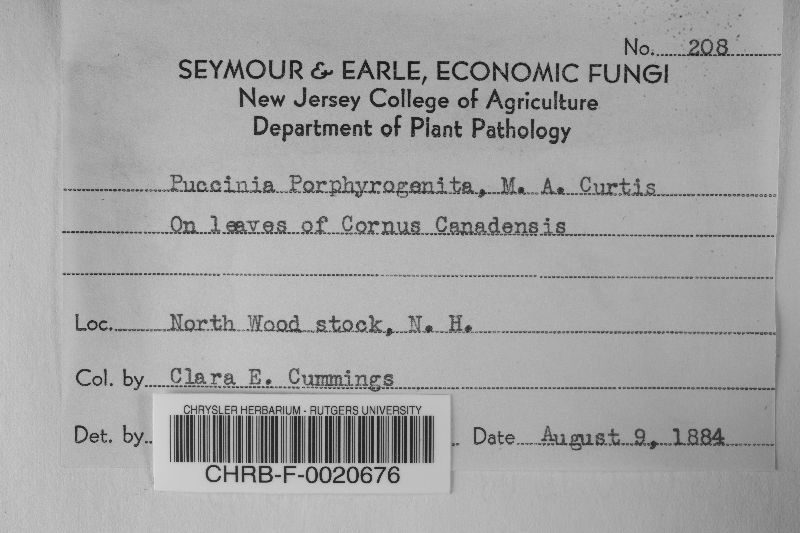 No. 208
SEYMOUR & EARLE, ECONOMIC FUNGI
New Jersey College of Agriculture
Department of Plant Pathology
Puccinia Porphyrogenita, M. A. Curtis
On leaves of Cornus Canadensis
Loc. North Wood stock, N. H.
Col. by Clara E. Cummings
Det. by Date August 9, 1884
CHRYSLER HERBARIUM - RUTGERS UNIVERSITY
CHRB-F-0020676